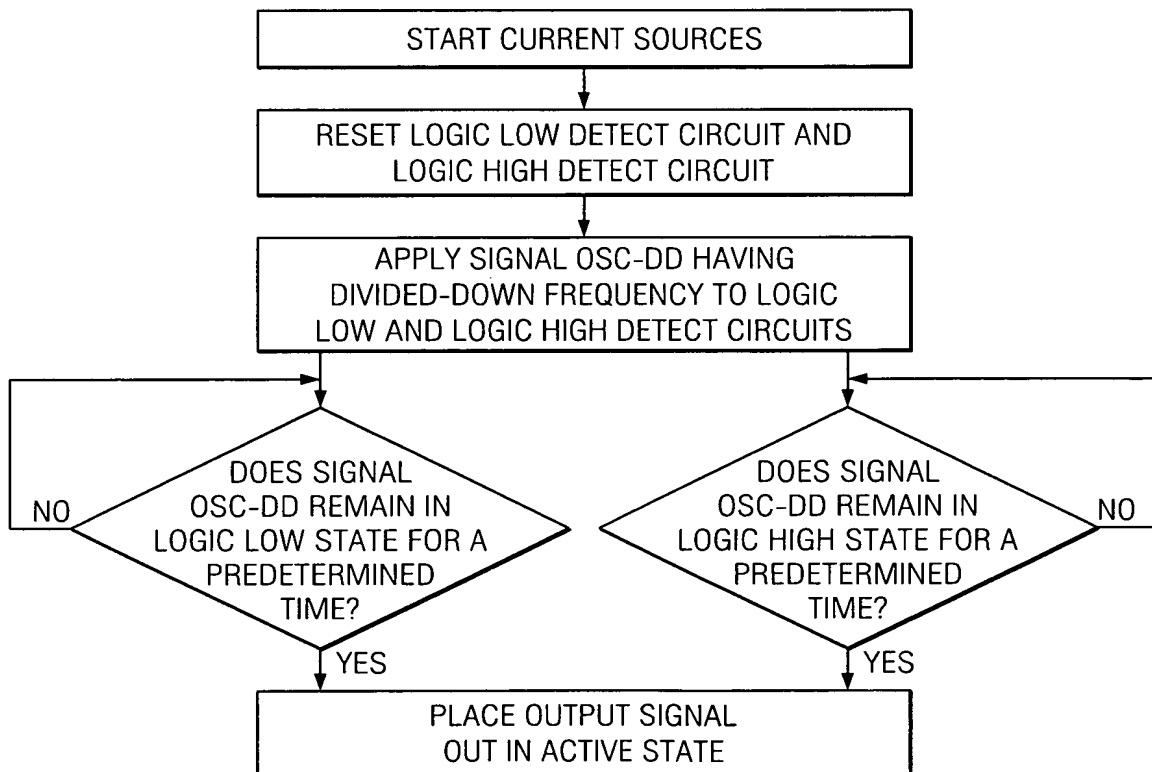 START CURRENT SOURCES
RESET LOGIC LOW DETECT CIRCUIT AND
LOGIC HIGH DETECT CIRCUIT
APPLY SIGNAL OSC-DD HAVING
DIVIDED-DOWN FREQUENCY TO LOGIC
LOW AND LOGIC HIGH DETECT CIRCUITS
DOES SIGNAL
OSC-DD REMAIN IN
LOGIC LOW STATE FOR A
PREDETERMINED
TIME?
NO
YES
DOES SIGNAL
OSC-DD REMAIN IN
LOGIC HIGH STATE FOR A
PREDETERMINED
TIME?
NO
YES
PLACE OUTPUT SIGNAL
OUT IN ACTIVE STATE